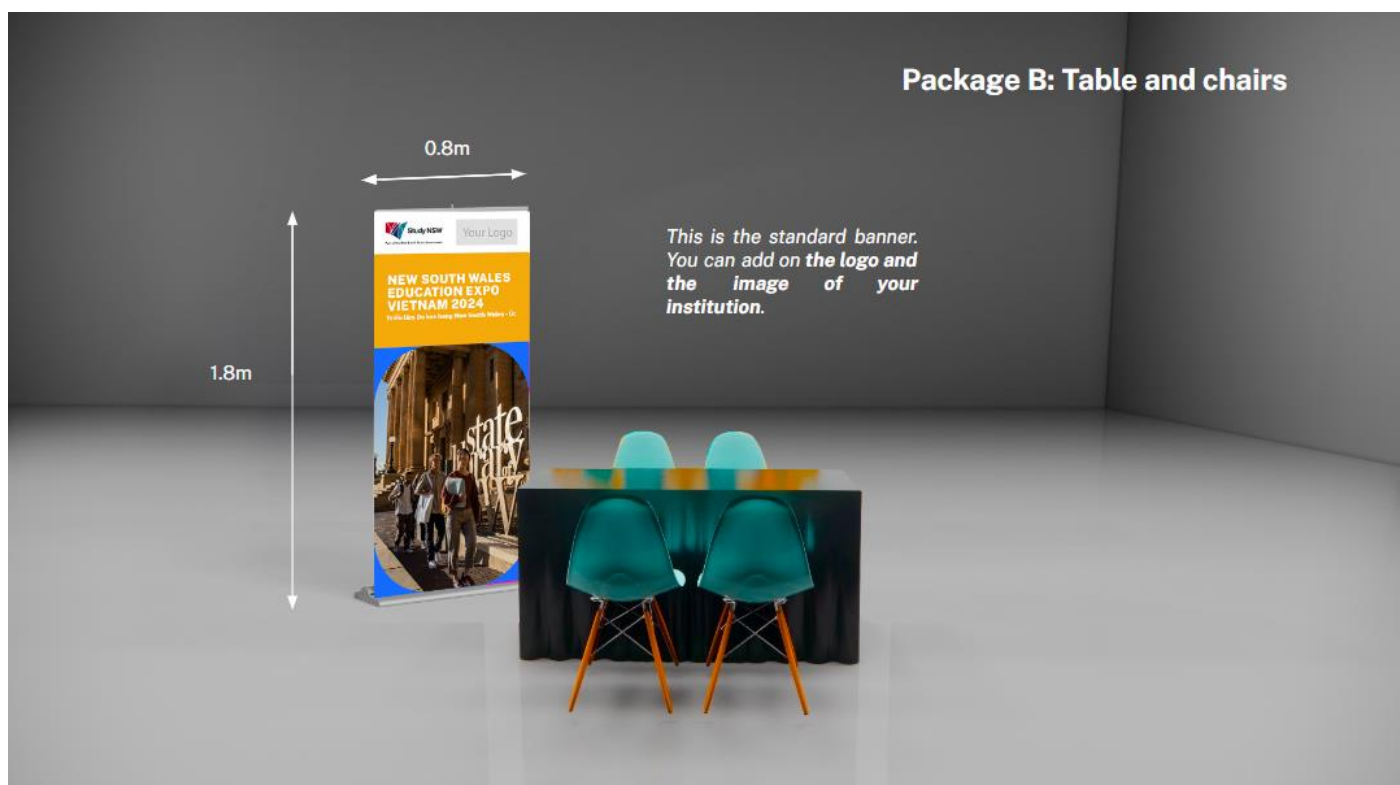 Package B: Table and chairs
0.8m
1.8m
Study NSW
Your Logo
NEW SOUTH WALES
EDUCATION EXPO
VIETNAM 2024
This is the standard banner.
You can add on the logo and
the image of your
institution.
state